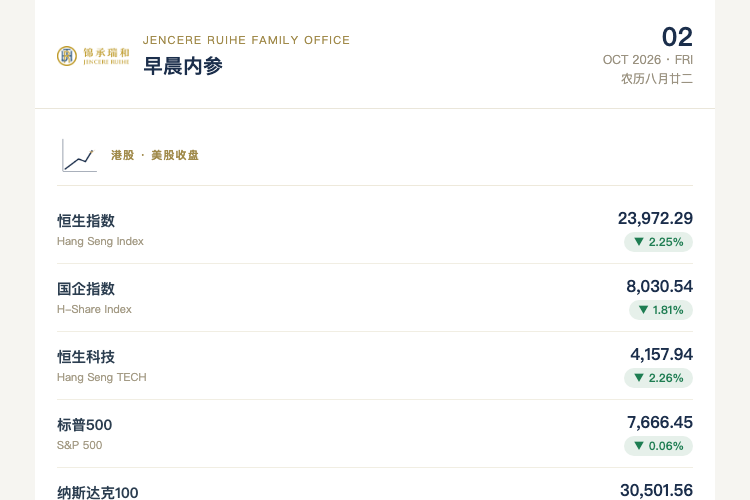 锦承瑞和
JENCERE RUIHE
JENCERE RUIHE FAMILY OFFICE
早晨内参
02
OCT 2026 · FRI
农历八月廿二
港股 · 美股收盘
恒生指数
Hang Seng Index
23,972.29
▼ 2.25%
国企指数
H-Share Index
8,030.54
▼ 1.81%
恒生科技
Hang Seng TECH
4,157.94
▼ 2.26%
标普500
S&P 500
7,666.45
▼ 0.06%
纳斯达克100
30,501.56